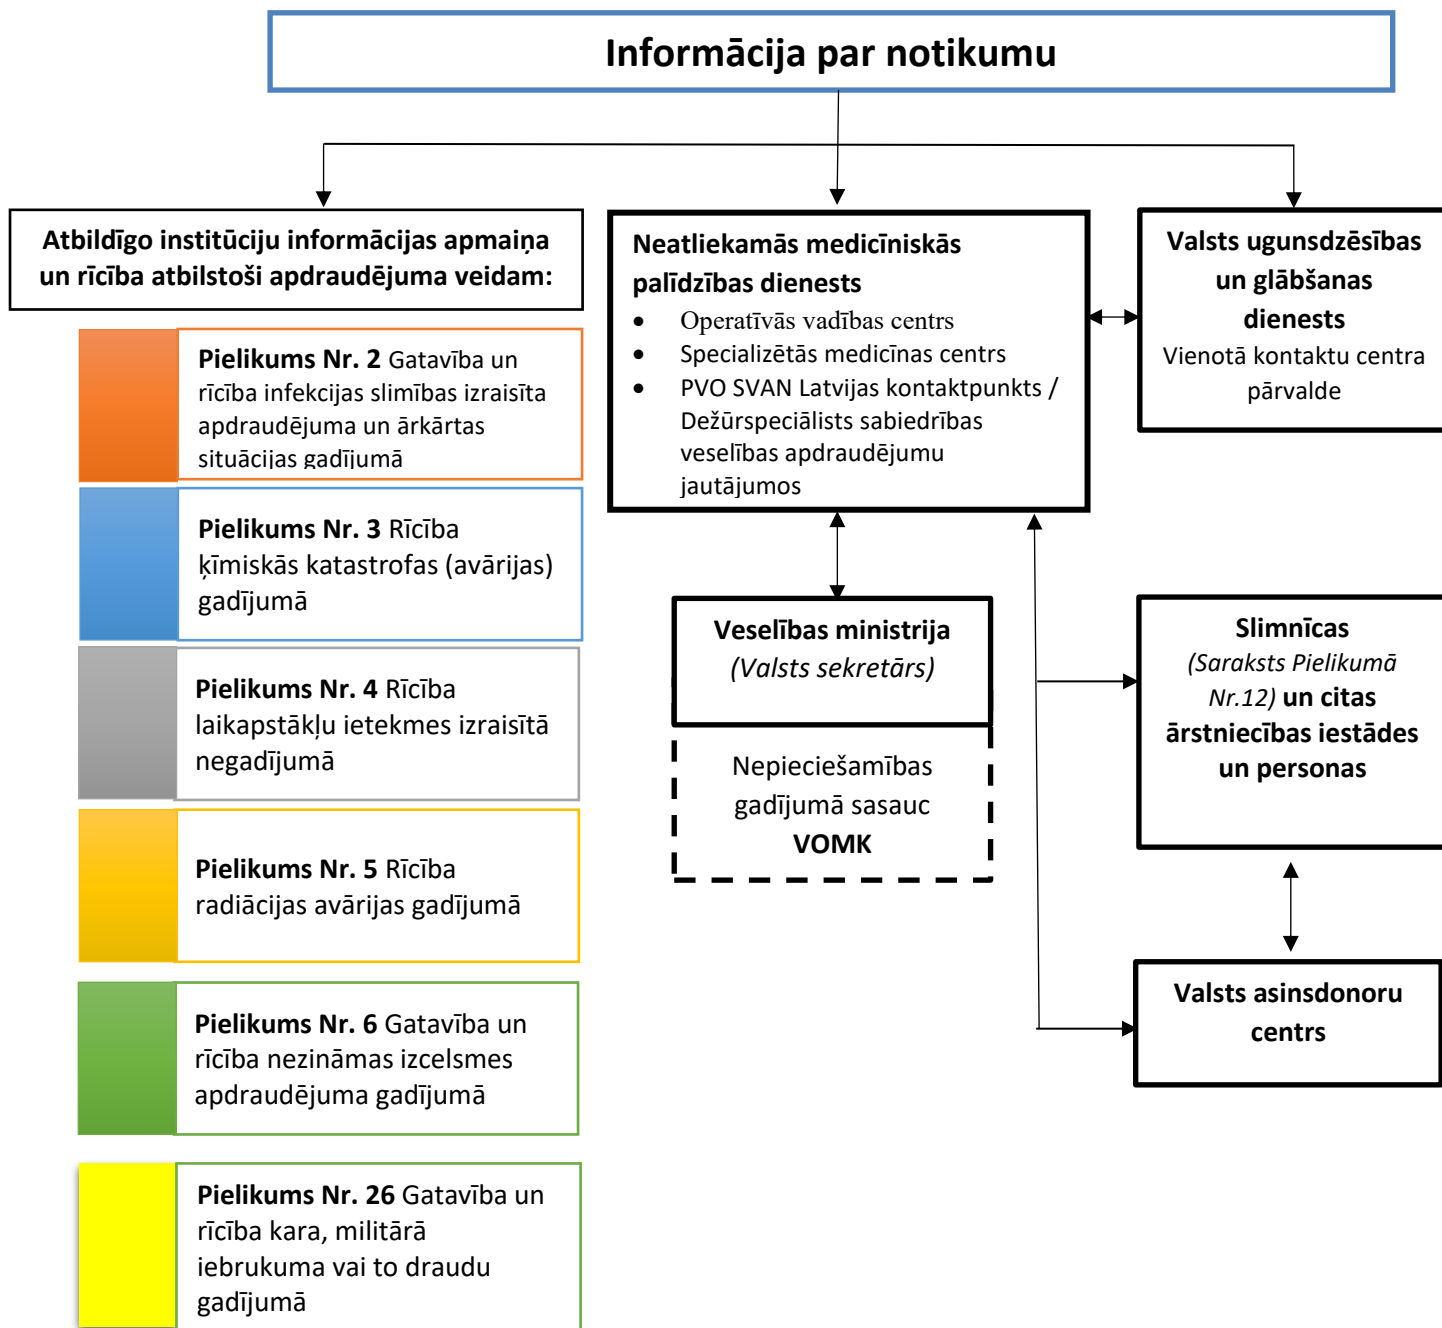 Informācija par notikumu
Atbildīgo institūciju informācijas apmaiņa
un rīcība atbilstoši apdraudējuma veidam:
Pielikums Nr. 2 Gatavība un
rīcība infekcijas slimības izraisīta
apdraudējuma un ārkārtas
situācijas gadījumā
Pielikums Nr. 3 Rīcība
ķīmiskās katastrofas (avārijas)
gadījumā
Pielikums Nr. 4 Rīcība
laikapstākļu ietekmes izraisītā
negadījumā
Pielikums Nr. 5 Rīcība
radiācijas avārijas gadījumā
Pielikums Nr. 6 Gatavība un
rīcība nezināmas izcelsmes
apdraudējuma gadījumā
Pielikums Nr. 26 Gatavība un
rīcība kara, militārā
iebrukuma vai to draudu
gadījumā
Neatliekamās medicīniskās
palīdzības dienests
• Operatīvās vadības centrs
• Specializētās medicīnas centrs
• PVO SVAN Latvijas kontaktpunkts /
Dežūrspeciālists sabiedrības
veselības apdraudējumu
jautājumos
Veselības ministrija
(Valsts sekretārs)
Nepieciešamības
gadījumā sasauc
VOMK
Valsts ugunsdzēsības
un glābšanas
dienests
Vienotā kontaktu centra
pārvalde
Slimnīcas
(Saraksts Pielikumā
Nr.12) un citas
ārstniecības iestādes
un personas
Valsts asinsdonoru
centrs